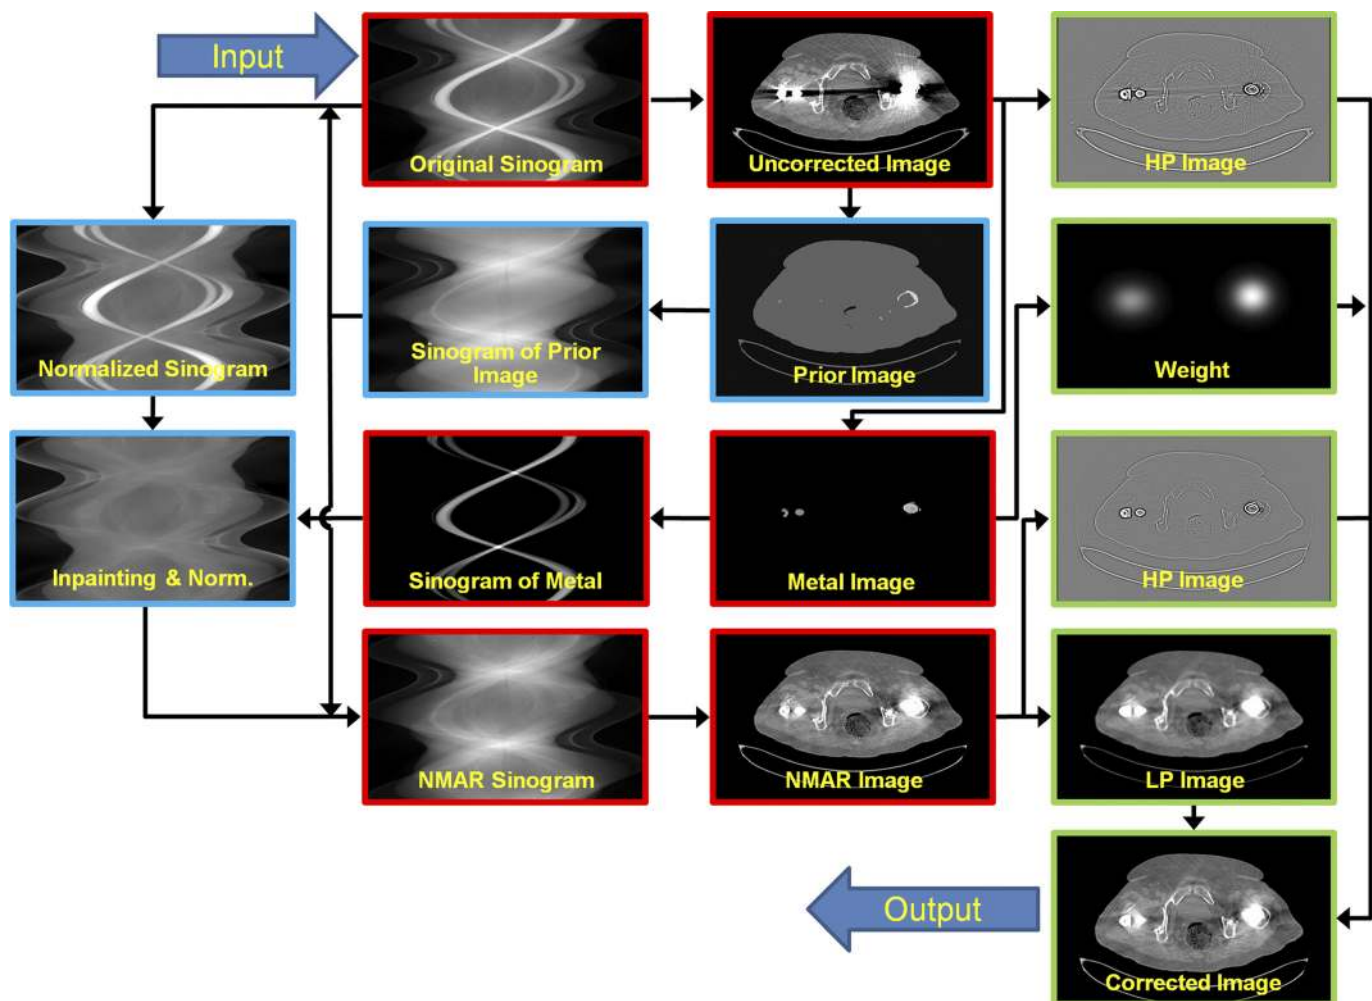 Input
Original Sinogram
Uncorrected Image
HP Image
Normalized Sinogram
Sinogram of Prior
Image
Prior Image
Weight
Inpainting & Norm.
Sinogram of Metal
Metal Image
HP Image
NMAR Sinogram
NMAR Image
LP Image
Output
Corrected Image